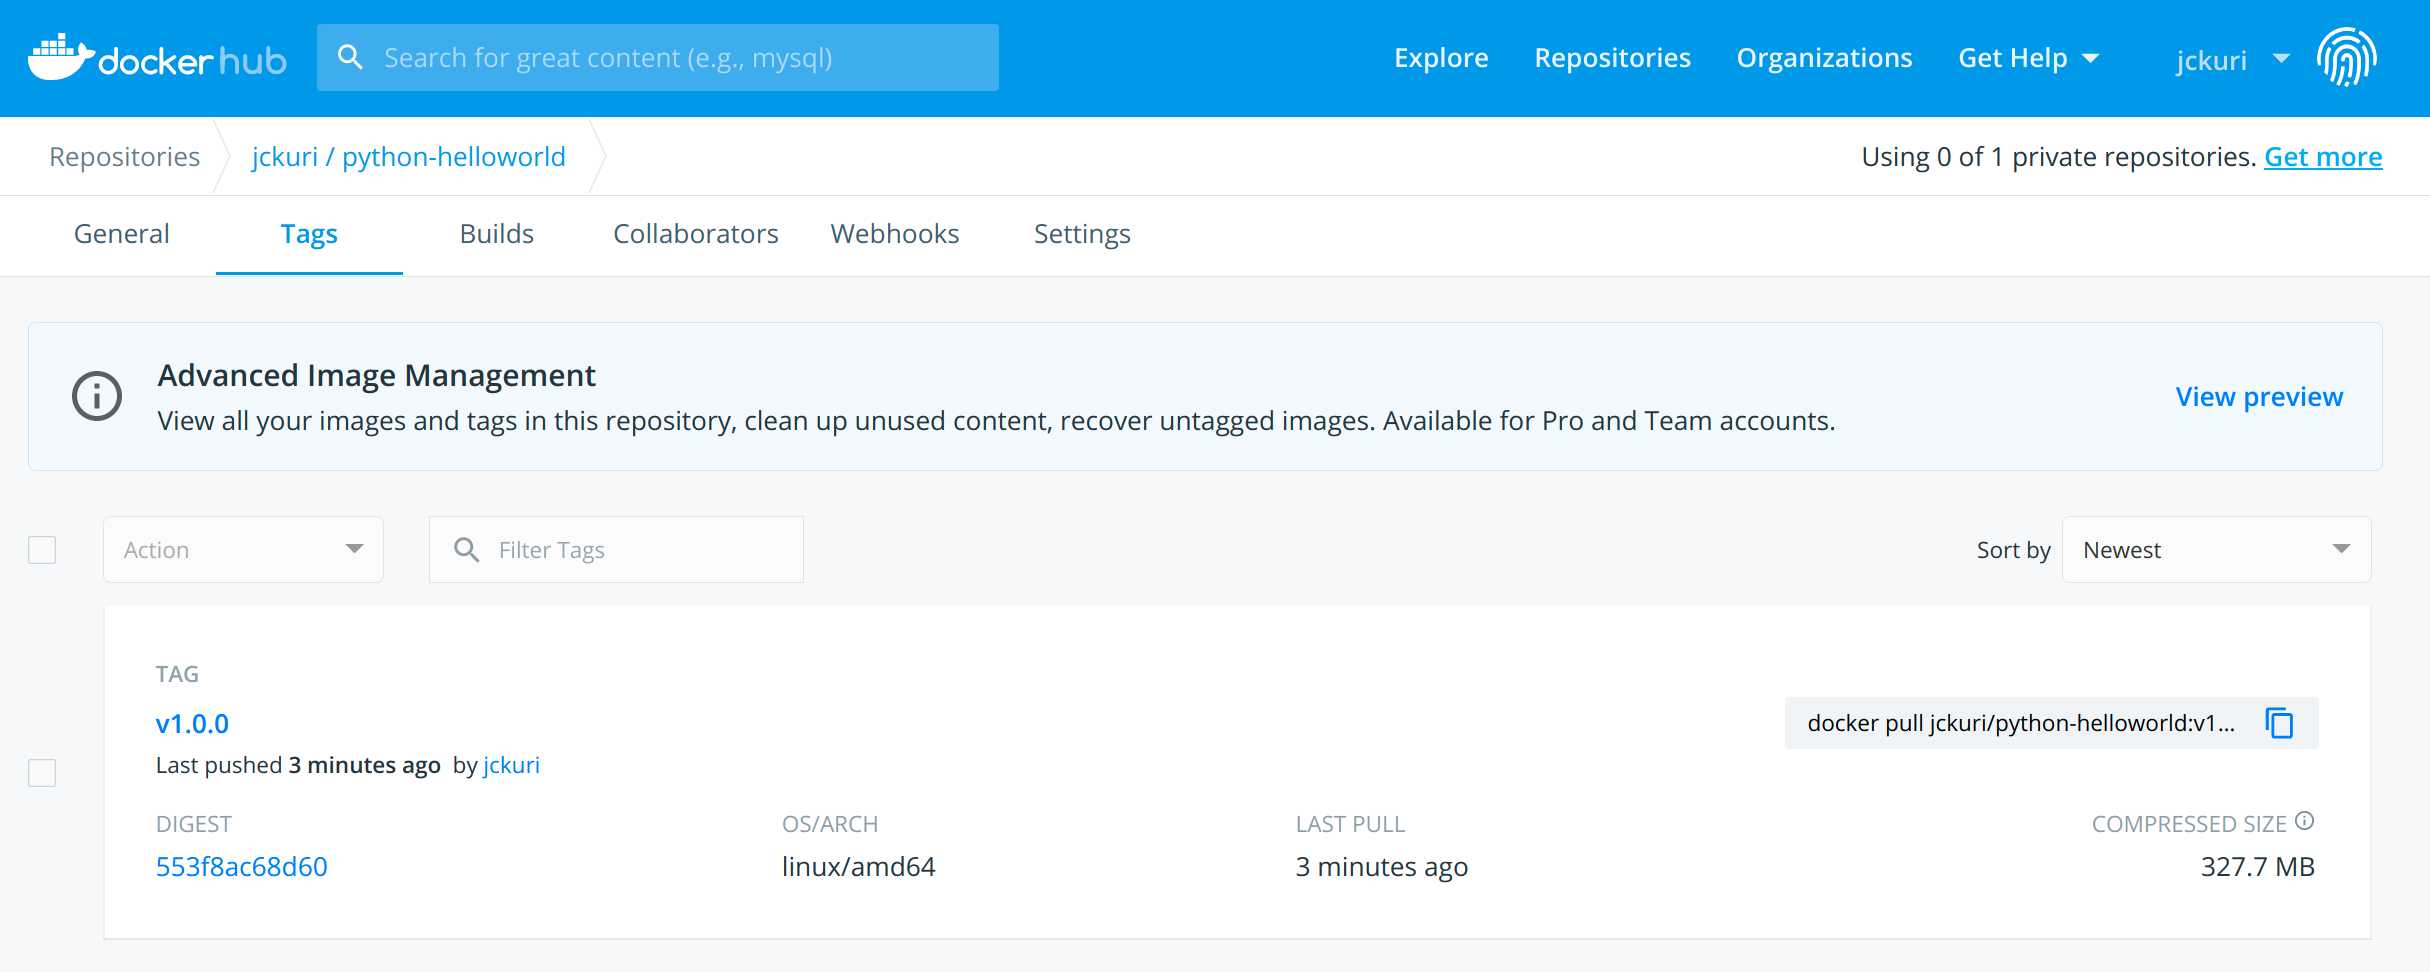 docker hub
Search for great content (e.g., mysql)
Explore Repositories Organizations Get Help jckuri
Repositories jckuri / python-helloworld Using 0 of 1 private repositories. Get more
General Tags Builds Collaborators Webhooks Settings
Advanced Image Management
View all your images and tags in this repository, clean up unused content, recover untagged images. Available for Pro and Team accounts.
View preview
Action Filter Tags Sort by Newest
TAG
v1.0.0
docker pull jckuri/python-helloworld:v1...
Last pushed 3 minutes ago by jckuri
DIGEST OS/ARCH LAST PULL COMPRESSED SIZE
553f8ac68d60 linux/amd64 3 minutes ago 327.7 MB